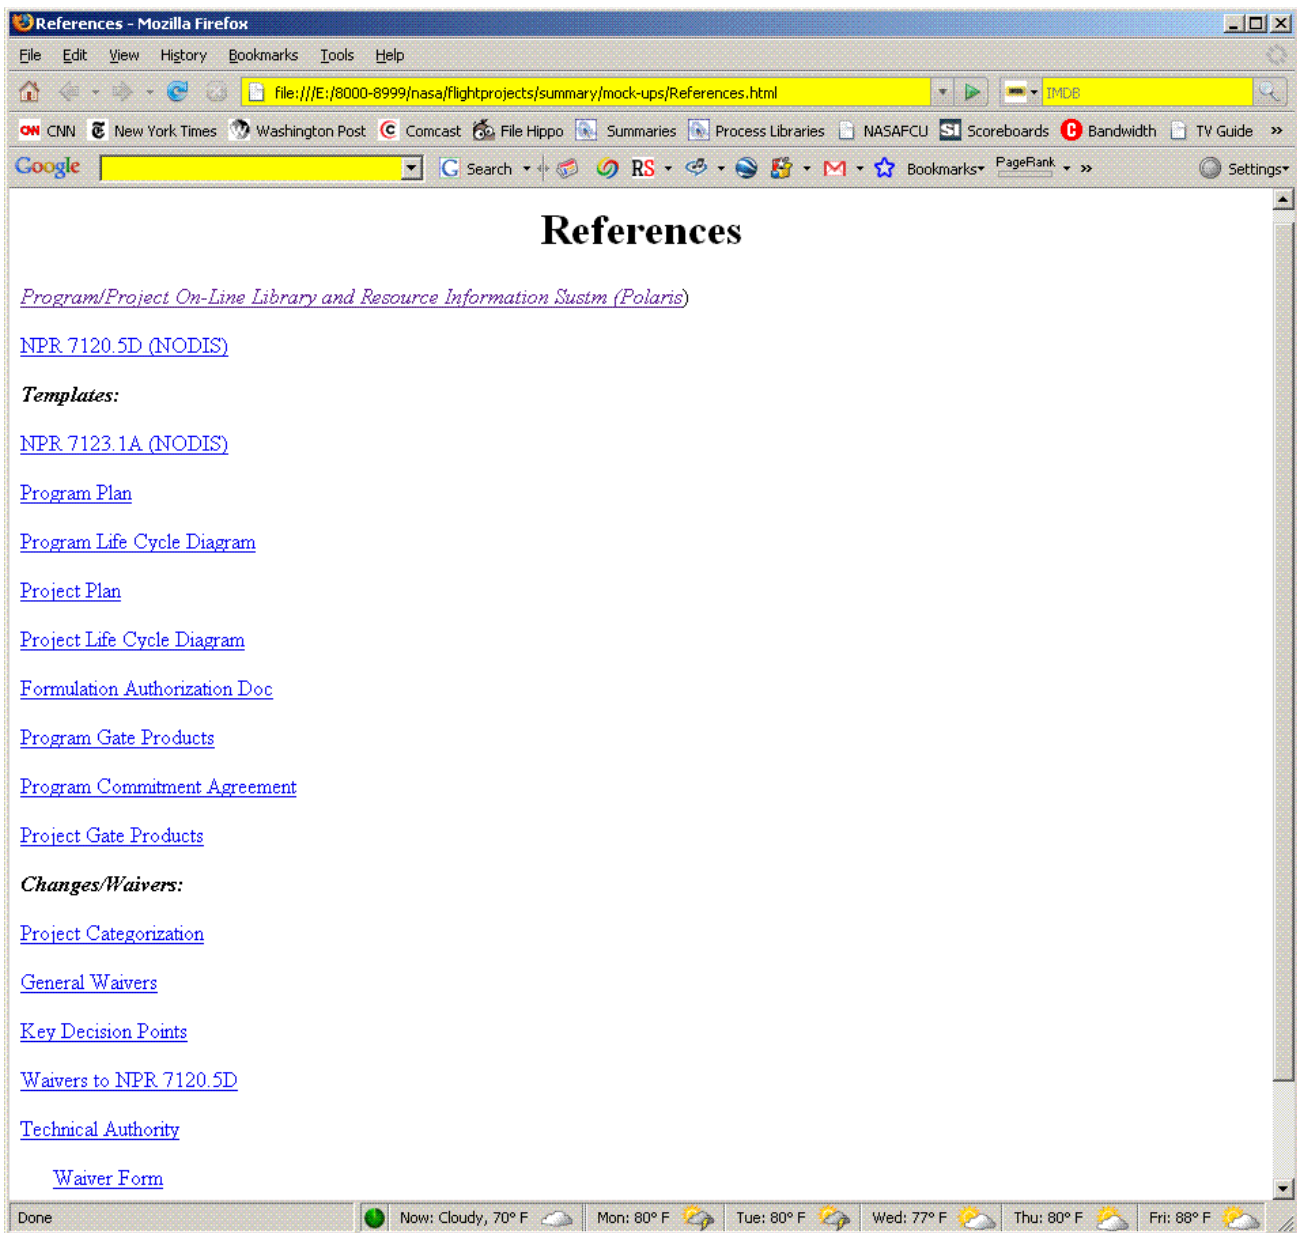 References - Mozilla Firefox
File Edit View History Bookmarks Tools Help
file:///E:/8000-8999/nasa/flightprojects/summary/mock-ups/References.html IMDB
CNN New York Times Washington Post Comcast File Hippo Summaries Process Libraries NASAFCU SI Scoreboards Bandwidth TV Guide »
Google Search RS Bookmarks PageRank » Settings
References
Program/Project On-Line Library and Resource Information Sustm (Polaris)
NPR 7120.5D (NODIS)
Templates:
NPR 7123.1A (NODIS)
Program Plan
Program Life Cycle Diagram
Project Plan
Project Life Cycle Diagram
Formulation Authorization Doc
Program Gate Products
Program Commitment Agreement
Project Gate Products
Changes/Waivers:
Project Categorization
General Waivers
Key Decision Points
Waivers to NPR 7120.5D
Technical Authority
Waiver Form
Done Now: Cloudy, 70° F Mon: 80° F Tue: 80° F Wed: 77° F Thu: 80° F Fri: 88° F